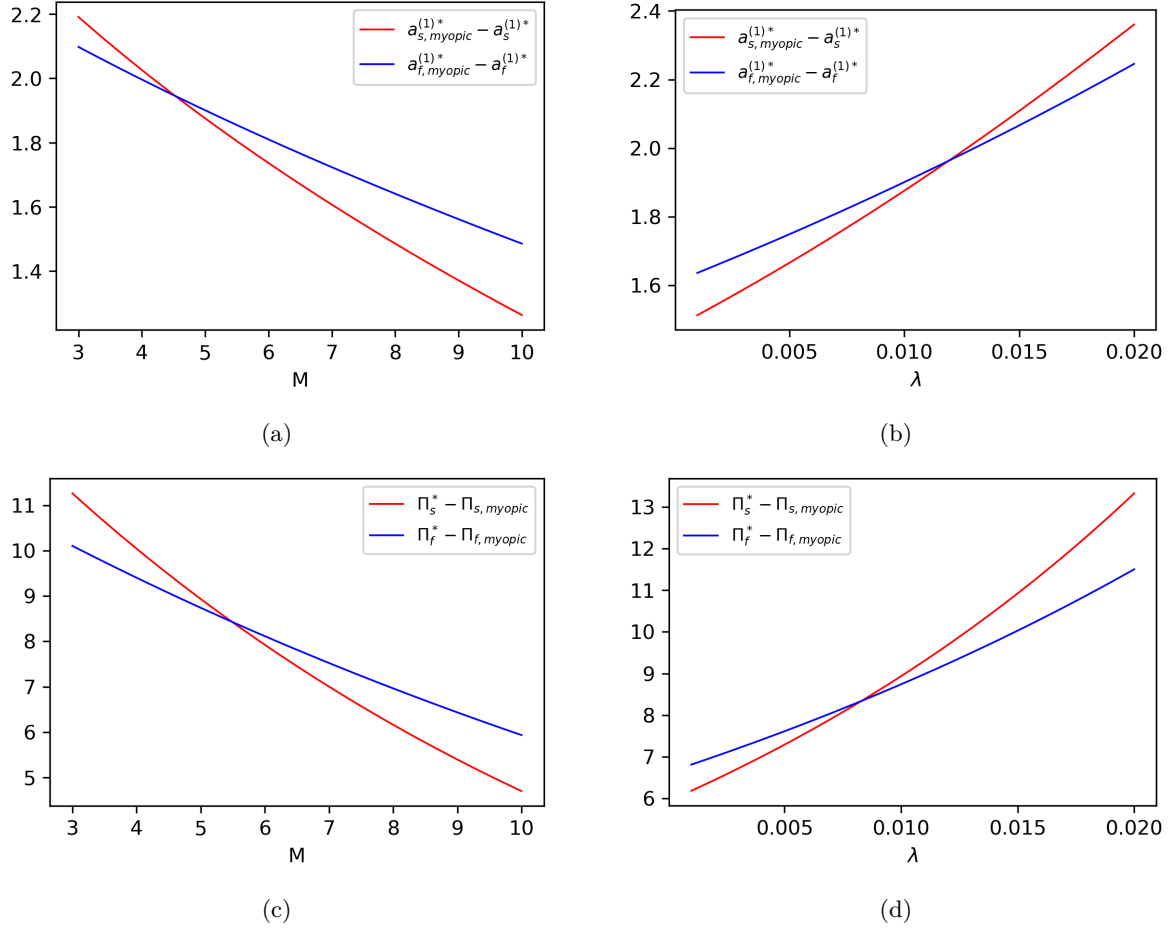 2.2
2.0
1.8
1.6
1.4
a_{s, myopic}^{(1)*} − a_s^{(1)*}
a_{f, myopic}^{(1)*} − a_f^{(1)*}
3 4 5 6 7 8 9 10
M
(a)
2.4
2.2
2.0
1.8
1.6
a_{s, myopic}^{(1)*} − a_s^{(1)*}
a_{f, myopic}^{(1)*} − a_f^{(1)*}
0.005 0.010 0.015 0.020
λ
(b)
11
10
9
8
7
6
5
Π_s^* − Π_{s, myopic}
Π_f^* − Π_{f, myopic}
3 4 5 6 7 8 9 10
M
(c)
13
12
11
10
9
8
7
6
Π_s^* − Π_{s, myopic}
Π_f^* − Π_{f, myopic}
0.005 0.010 0.015 0.020
λ
(d)